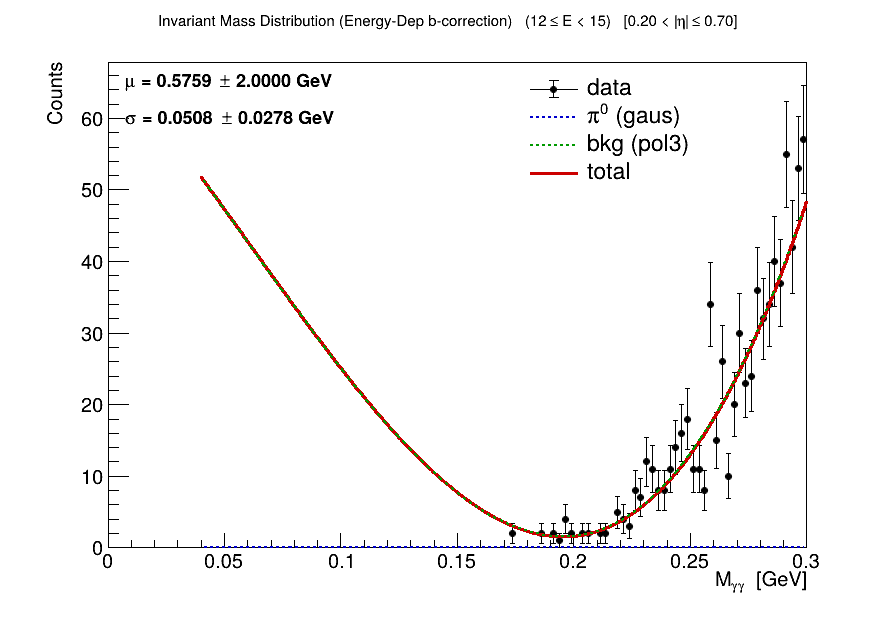 Invariant Mass Distribution (Energy-Dep b-correction) (12 ≤ E < 15) [0.20 < |η| ≤ 0.70]
Counts
μ = 0.5759 ± 2.0000 GeV
σ = 0.0508 ± 0.0278 GeV
data
π⁰ (gaus)
bkg (pol3)
total
60
50
40
30
20
10
0
0 0.05 0.1 0.15 0.2 0.25 0.3
M_γγ [GeV]